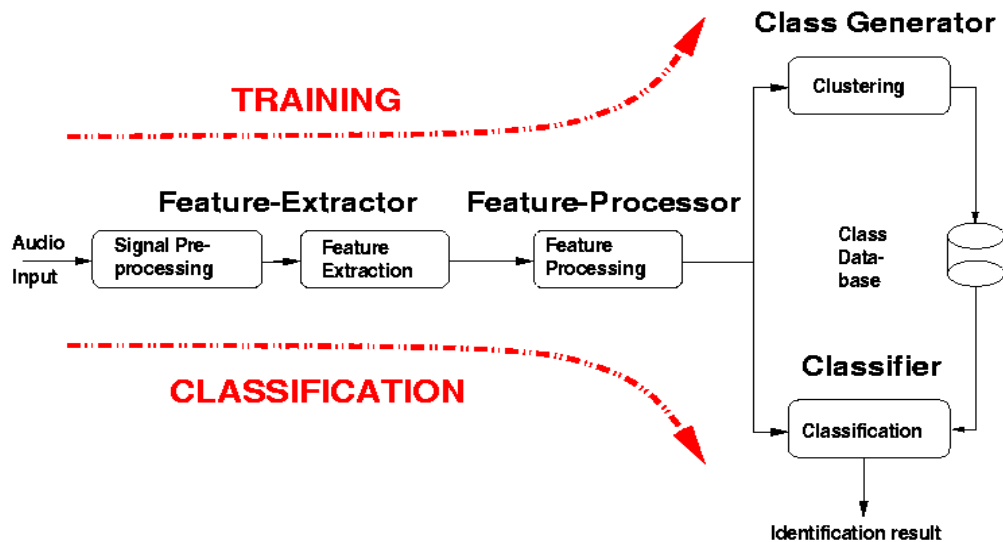 Class Generator
TRAINING
Clustering
Feature-Extractor
Feature-Processor
Audio
Input
Signal Pre-
processing
Feature
Extraction
Feature
Processing
Class
Data-
base
CLASSIFICATION
Classifier
Classification
Identification result